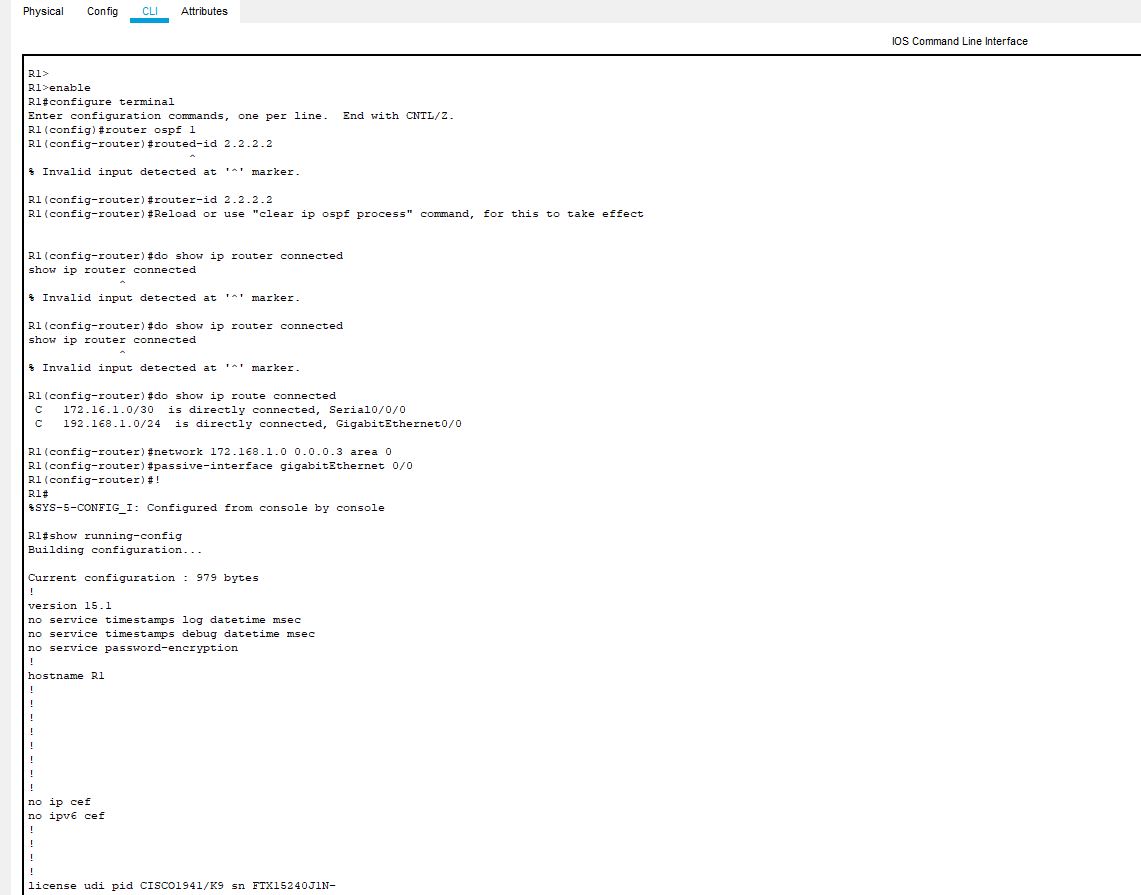 Physical Config CLI Attributes
IOS Command Line Interface
R1>
R1>enable
R1#configure terminal
Enter configuration commands, one per line.  End with CNTL/Z.
R1(config)#router ospf 1
R1(config-router)#routed-id 2.2.2.2
^
% Invalid input detected at '^' marker.
R1(config-router)#router-id 2.2.2.2
R1(config-router)#Reload or use "clear ip ospf process" command, for this to take effect
R1(config-router)#do show ip router connected
show ip router connected
^
% Invalid input detected at '^' marker.
R1(config-router)#do show ip router connected
show ip router connected
^
% Invalid input detected at '^' marker.
R1(config-router)#do show ip route connected
C   172.16.1.0/30  is directly connected, Serial0/0/0
C   192.168.1.0/24  is directly connected, GigabitEthernet0/0
R1(config-router)#network 172.168.1.0 0.0.0.3 area 0
R1(config-router)#passive-interface gigabitEthernet 0/0
R1(config-router)#!
R1#
%SYS-5-CONFIG_I: Configured from console by console
R1#show running-config
Building configuration...
Current configuration : 979 bytes
!
version 15.1
no service timestamps log datetime msec
no service timestamps debug datetime msec
no service password-encryption
!
hostname R1
!
!
!
!
!
!
!
!
no ip cef
no ipv6 cef
!
!
!
!
license udi pid CISCO1941/K9 sn FTX15240J1N-